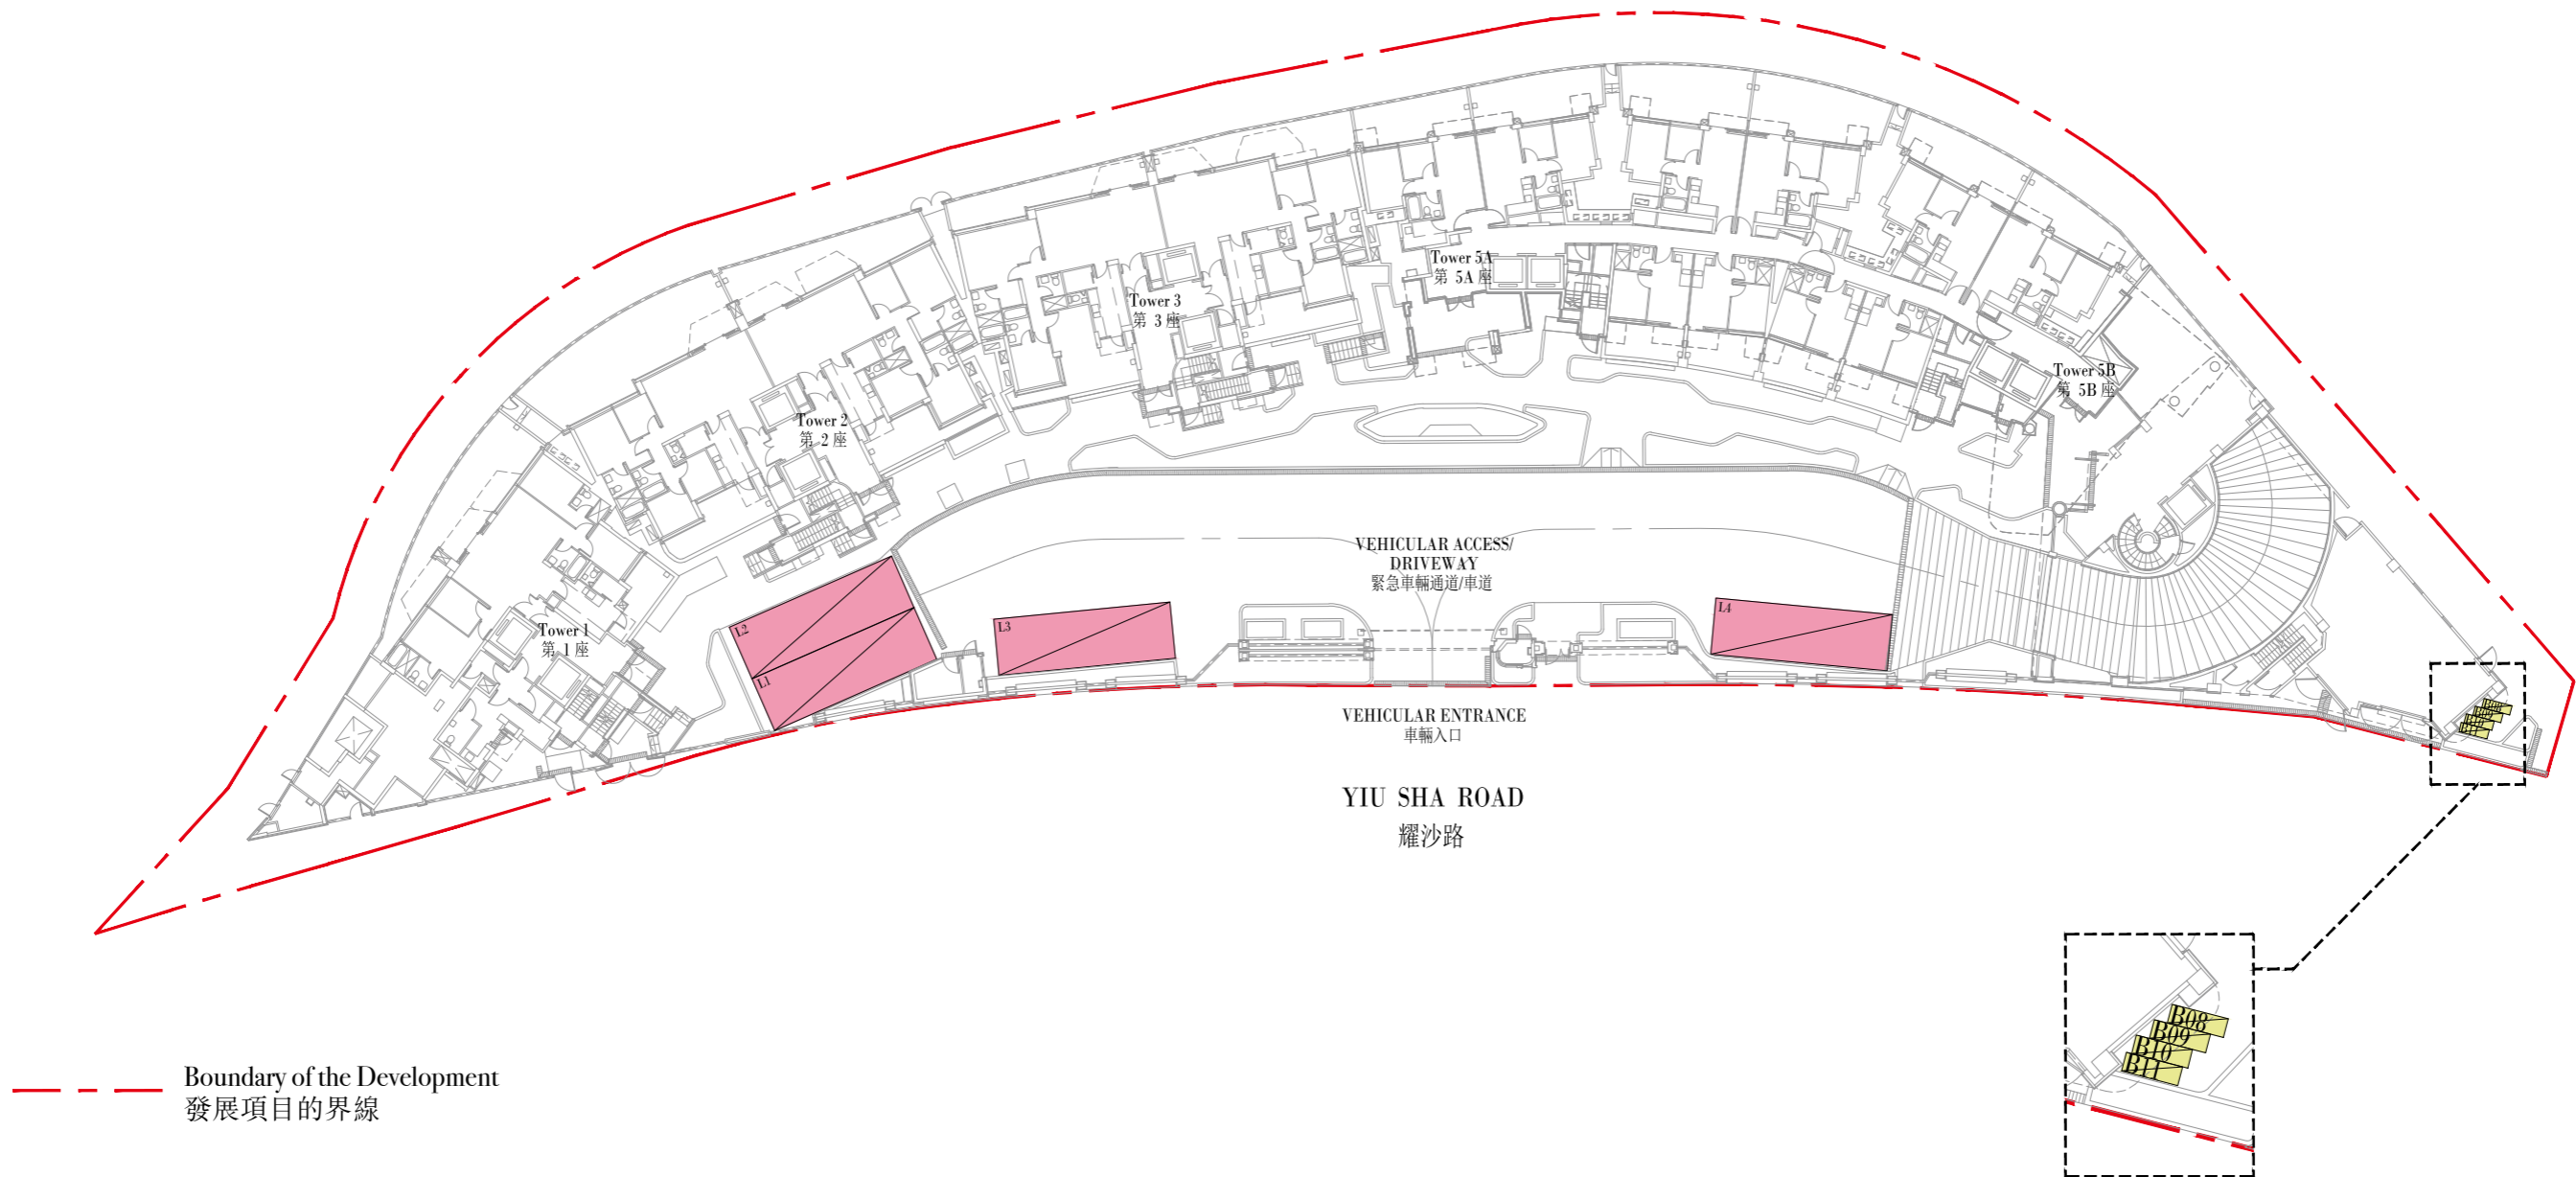 Tower 5A
第 5A 座
Tower 3
第 3 座
Tower 5B
第 5B 座
Tower 2
第 2 座
Tower 1
第 1 座
VEHICULAR ACCESS/
DRIVEWAY
緊急車輛通道/車道
L2
L1
L3
L4
VEHICULAR ENTRANCE
車輛入口
YIU SHA ROAD
耀沙路
B08
B09
B10
B11
Boundary of the Development
發展項目的界線